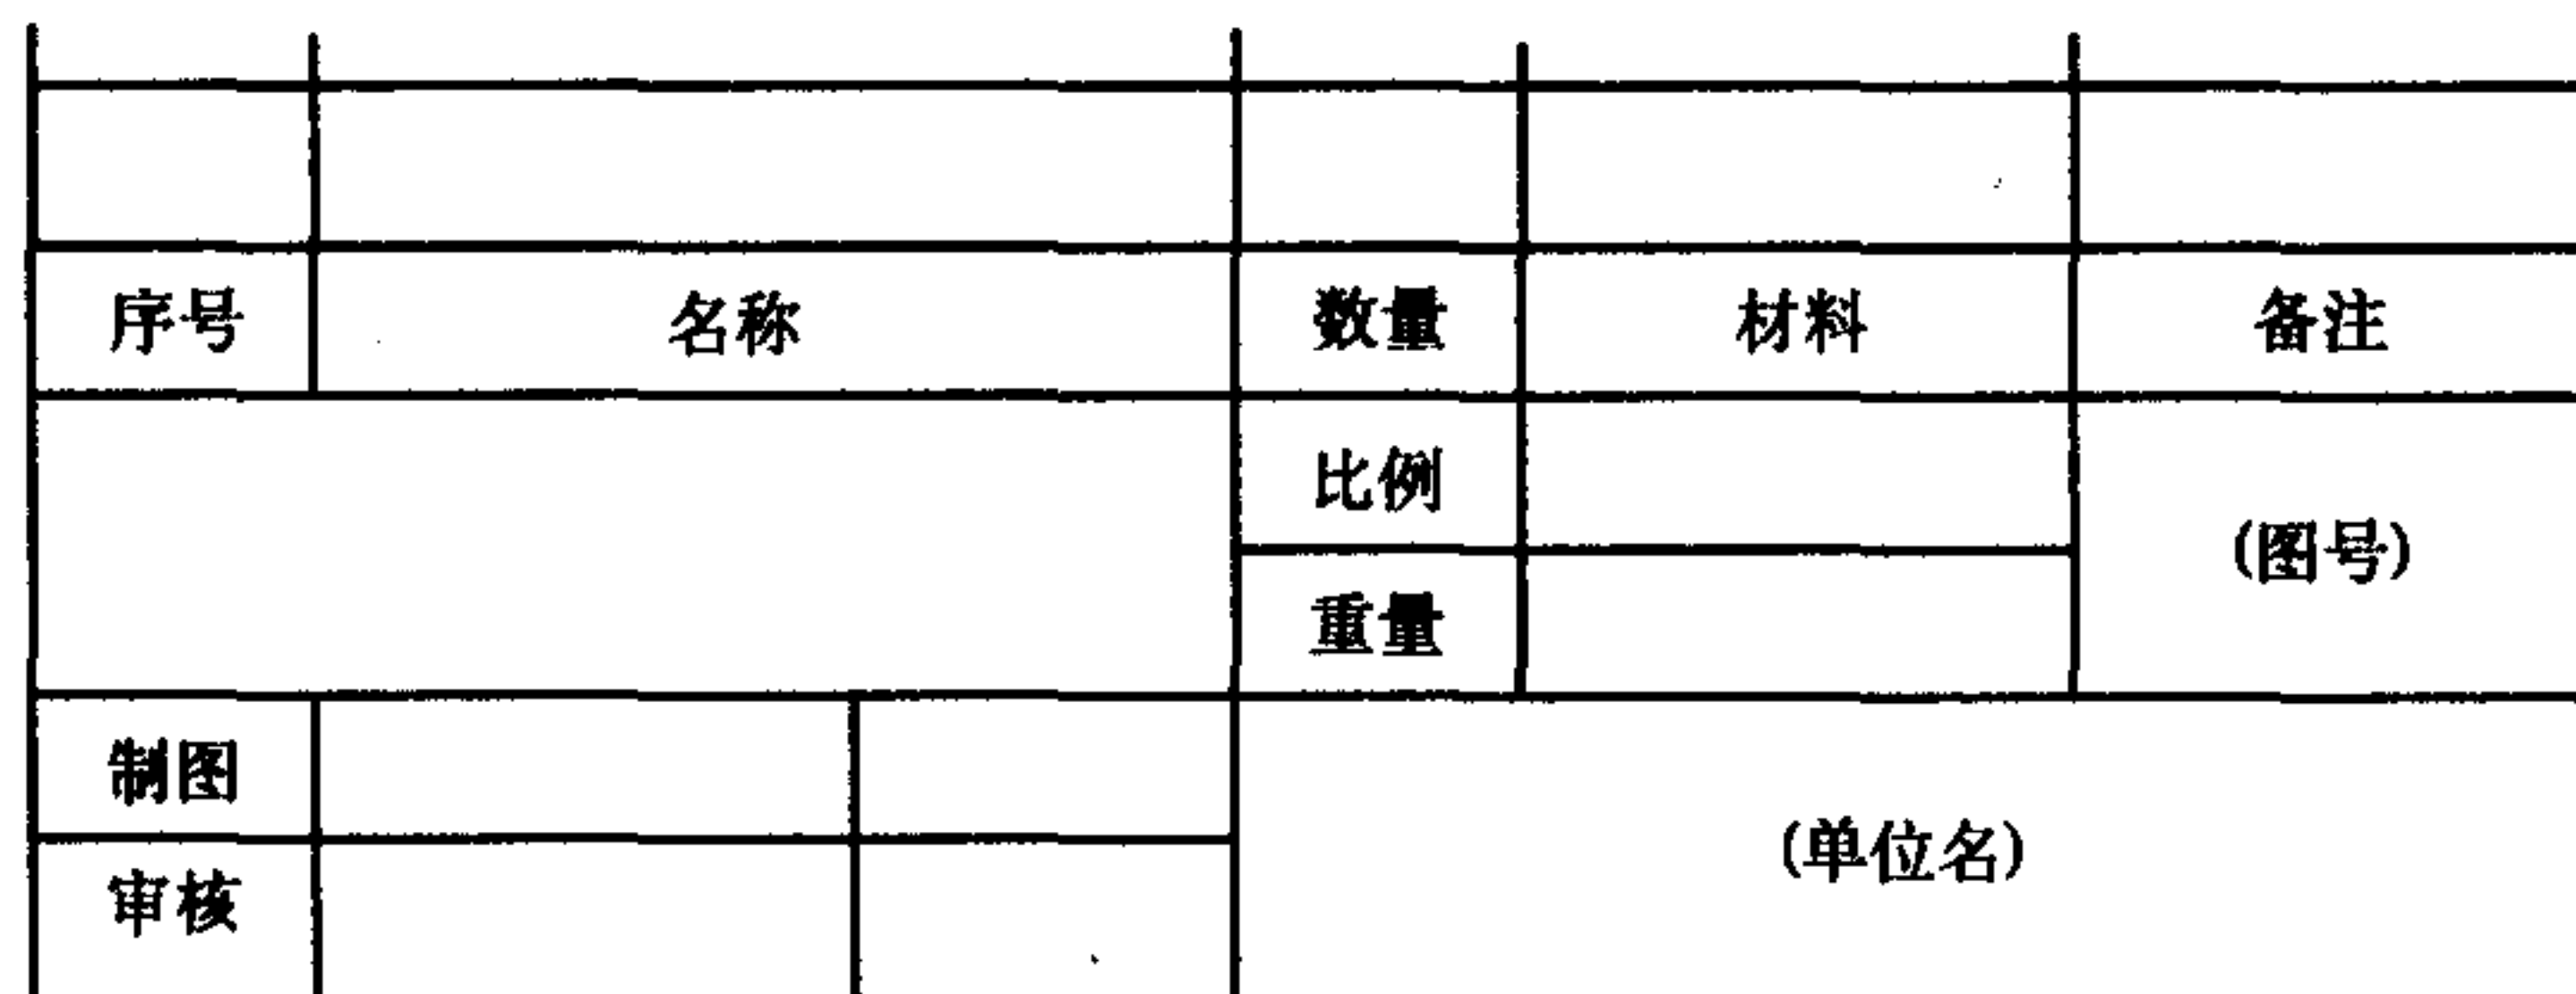 序号 名称 数量 材料 备注
比例
(图号)
重量
制图
(单位名)
审核